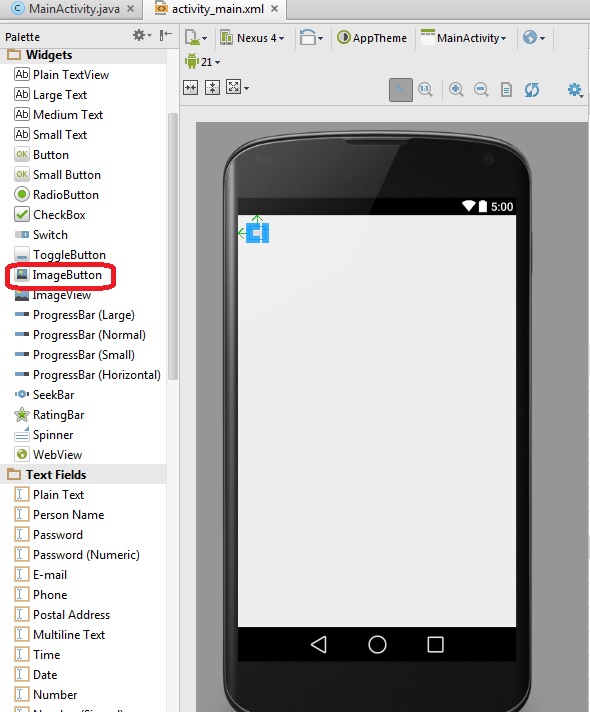 MainActivity.java × activity_main.xml ×
Palette
Nexus 4 AppTheme MainActivity
21
Widgets
Ab Plain TextView
Ab Large Text
Ab Medium Text
Ab Small Text
OK Button
OK Small Button
RadioButton
CheckBox
Switch
ToggleButton
ImageButton
ImageView
ProgressBar (Large)
ProgressBar (Normal)
ProgressBar (Small)
ProgressBar (Horizontal)
SeekBar
RatingBar
Spinner
WebView
Text Fields
Plain Text
Person Name
Password
Password (Numeric)
E-mail
Phone
Postal Address
Multiline Text
Time
Date
Number
5:00